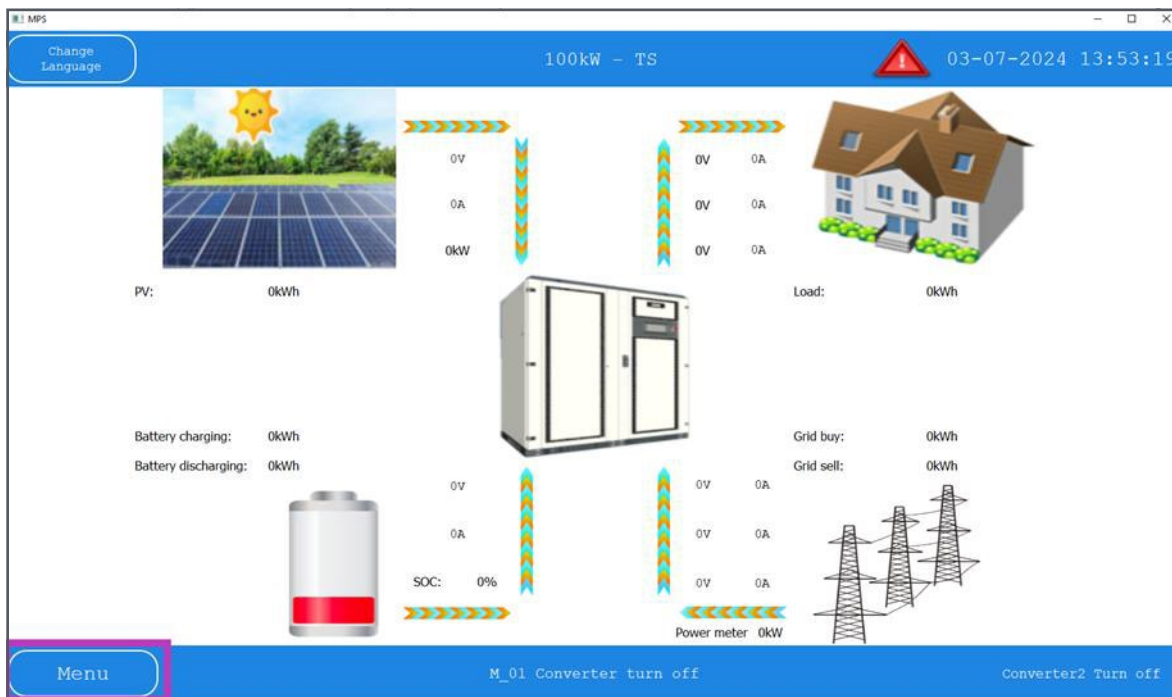 MPS
Change
Language
100kW - TS
03-07-2024 13:53:19
0V
0A
0kW
0V 0A
0V 0A
0V 0A
PV: 0kWh
Load: 0kWh
Battery charging: 0kWh
Battery discharging: 0kWh
Grid buy: 0kWh
Grid sell: 0kWh
0V
0A
SOC: 0%
0V 0A
0V 0A
0V 0A
Power meter 0kW
Menu
M_01 Converter turn off
Converter2 Turn off